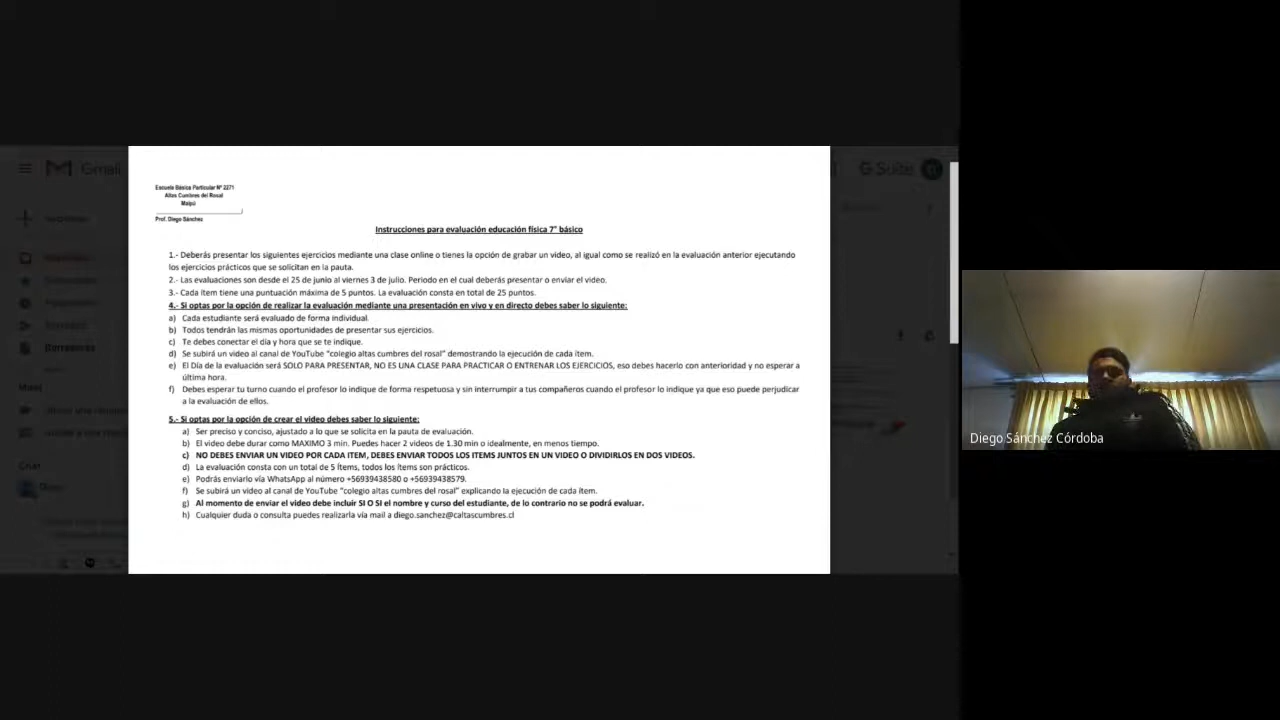 Gmail
G Suite
Escuela Básica Particular Nº 2271
Altas Cumbres del Rosal
Maipú
Prof. Diego Sánchez
Instrucciones para evaluación educación física 7° básico
1.- Deberás presentar los siguientes ejercicios mediante una clase online o tienes la opción de grabar un video, al igual como se realizó en la evaluación anterior ejecutando
los ejercicios prácticos que se solicitan en la pauta.
2.- Las evaluaciones son desde el 25 de junio al viernes 3 de julio. Periodo en el cual deberás presentar o enviar el video.
3.- Cada ítem tiene una puntuación máxima de 5 puntos. La evaluación consta en total de 25 puntos.
4.- Si optas por la opción de realizar la evaluación mediante una presentación en vivo y en directo debes saber lo siguiente:
a) Cada estudiante será evaluado de forma individual.
b) Todos tendrán las mismas oportunidades de presentar sus ejercicios.
c) Te debes conectar el día y hora que se te indique.
d) Se subirá un video al canal de YouTube "colegio altas cumbres del rosal" demostrando la ejecución de cada ítem.
e) El Día de la evaluación será SOLO PARA PRESENTAR, NO ES UNA CLASE PARA PRACTICAR O ENTRENAR LOS EJERCICIOS, eso debes hacerlo con anterioridad y no esperar a
última hora.
f) Debes esperar tu turno cuando el profesor lo indique de forma respetuosa y sin interrumpir a tus compañeros cuando el profesor lo indique ya que eso puede perjudicar
a la evaluación de ellos.
5.- Si optas por la opción de crear el video debes saber lo siguiente:
a) Ser preciso y conciso, ajustado a lo que se solicita en la pauta de evaluación.
b) El video debe durar como MAXIMO 3 min. Puedes hacer 2 videos de 1.30 min o idealmente, en menos tiempo.
c) NO DEBES ENVIAR UN VIDEO POR CADA ITEM, DEBES ENVIAR TODOS LOS ITEMS JUNTOS EN UN VIDEO O DIVIDIRLOS EN DOS VIDEOS.
d) La evaluación consta con un total de 5 Ítems, todos los ítems son prácticos.
e) Podrás enviarlo vía WhatsApp al número +56939438580 o +56939438579.
f) Se subirá un video al canal de YouTube "colegio altas cumbres del rosal" explicando la ejecución de cada ítem.
g) Al momento de enviar el video debe incluir SI O SI el nombre y curso del estudiante, de lo contrario no se podrá evaluar.
h) Cualquier duda o consulta puedes realizarla vía mail a diego.sanchez@caltascumbres.cl
Borradores
Meet
Chat
Diego Sánchez Córdoba